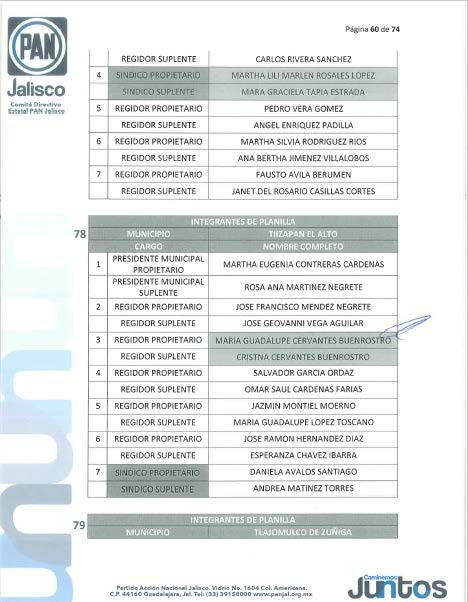 Página 60 de 74
PAN
Jalisco
Comité Directivo
Estatal PAN Jalisco
REGIDOR SUPLENTE CARLOS RIVERA SANCHEZ
4 SINDICO PROPIETARIO MARTHA LILI MARLEN ROSALES LOPEZ
SINDICO SUPLENTE MARA GRACIELA TAPIA ESTRADA
5 REGIDOR PROPIETARIO PEDRO VERA GOMEZ
REGIDOR SUPLENTE ANGEL ENRIQUEZ PADILLA
6 REGIDOR PROPIETARIO MARTHA SILVIA RODRIGUEZ RIOS
REGIDOR SUPLENTE ANA BERTHA JIMENEZ VILLALOBOS
7 REGIDOR PROPIETARIO FAUSTO AVILA BERUMEN
REGIDOR SUPLENTE JANET DEL ROSARIO CASILLAS CORTES
INTEGRANTES DE PLANILLA
78 MUNICIPIO TIIZAPAN EL ALTO
CARGO NOMBRE COMPLETO
1 PRESIDENTE MUNICIPAL PROPIETARIO MARTHA EUGENIA CONTRERAS CARDENAS
PRESIDENTE MUNICIPAL SUPLENTE ROSA ANA MARTINEZ NEGRETE
2 REGIDOR PROPIETARIO JOSE FRANCISCO MENDEZ NEGRETE
REGIDOR SUPLENTE JOSE GEOVANNI VEGA AGUILAR
3 REGIDOR PROPIETARIO MARIA GUADALUPE CERVANTES BUENROSTRO
REGIDOR SUPLENTE CRISTNA CERVANTES BUENROSTRO
4 REGIDOR PROPIETARIO SALVADOR GARCIA ORDAZ
REGIDOR SUPLENTE OMAR SAUL CARDENAS FARIAS
5 REGIDOR PROPIETARIO JAZMIN MONTIEL MOERNO
REGIDOR SUPLENTE MARIA GUADALUPE LOPEZ TOSCANO
6 REGIDOR PROPIETARIO JOSE RAMON HERNANDEZ DIAZ
REGIDOR SUPLENTE ESPERANZA CHAVEZ IBARRA
7 SINDICO PROPIETARIO DANIELA AVALOS SANTIAGO
SINDICO SUPLENTE ANDREA MATINEZ TORRES
79 INTEGRANTES DE PLANILLA
MUNICIPIO TLAJOMULCO DE ZUÑIGA
Partido Acción Nacional Jalisco. Vidrio No. 1604 Col. Americana.
C.P. 44160 Guadalajara, Jal. Tel: (33) 39158000 www.panjal.org.mx
Caminemos
Juntos